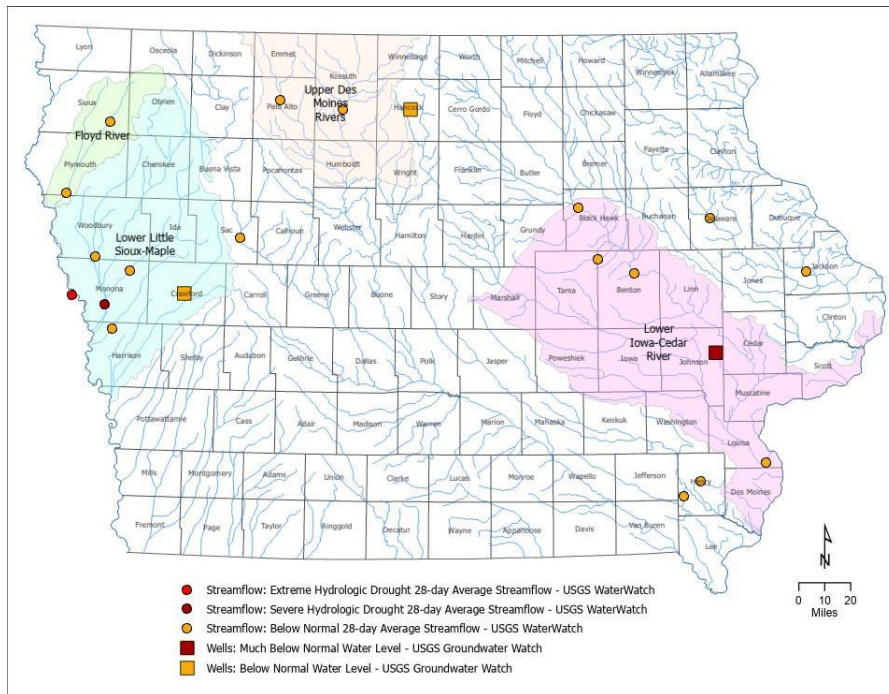 Lyon
Osceola
Dickinson
Emmet
Winnebago
Worth
Mitchell
Howard
Winneshiek
Allamakee
Kossuth
Upper Des
Moines
Rivers
Sioux
Obrien
Clay
Palo Alto
Hancock
Cerro Gordo
Floyd
Chickasaw
Floyd River
Fayette
Clayton
Plymouth
Cherokee
Buena Vista
Pocahontas
Humboldt
Wright
Franklin
Butler
Bremer
Woodbury
Ida
Sac
Calhoun
Webster
Hamilton
Hardin
Grundy
Black Hawk
Buchanan
Delaware
Dubuque
Lower Little
Sioux-Maple
Monona
Crawford
Carroll
Greene
Boone
Story
Marshall
Tama
Benton
Linn
Jones
Jackson
Clinton
Lower
Iowa-Cedar
River
Harrison
Shelby
Audubon
Guthrie
Dallas
Polk
Jasper
Poweshiek
Iowa
Johnson
Cedar
Scott
Muscatine
Pottawattamie
Cass
Adair
Madison
Warren
Marion
Mahaska
Keokuk
Washington
Louisa
Mills
Montgomery
Adams
Union
Clarke
Lucas
Monroe
Wapello
Jefferson
Henry
Des Moines
Fremont
Page
Taylor
Ringgold
Decatur
Wayne
Appanoose
Davis
Van Buren
Lee
N
0 10 20
Miles
Streamflow: Extreme Hydrologic Drought 28-day Average Streamflow - USGS WaterWatch
Streamflow: Severe Hydrologic Drought 28-day Average Streamflow - USGS WaterWatch
Streamflow: Below Normal 28-day Average Streamflow - USGS WaterWatch
Wells: Much Below Normal Water Level - USGS Groundwater Watch
Wells: Below Normal Water Level - USGS Groundwater Watch